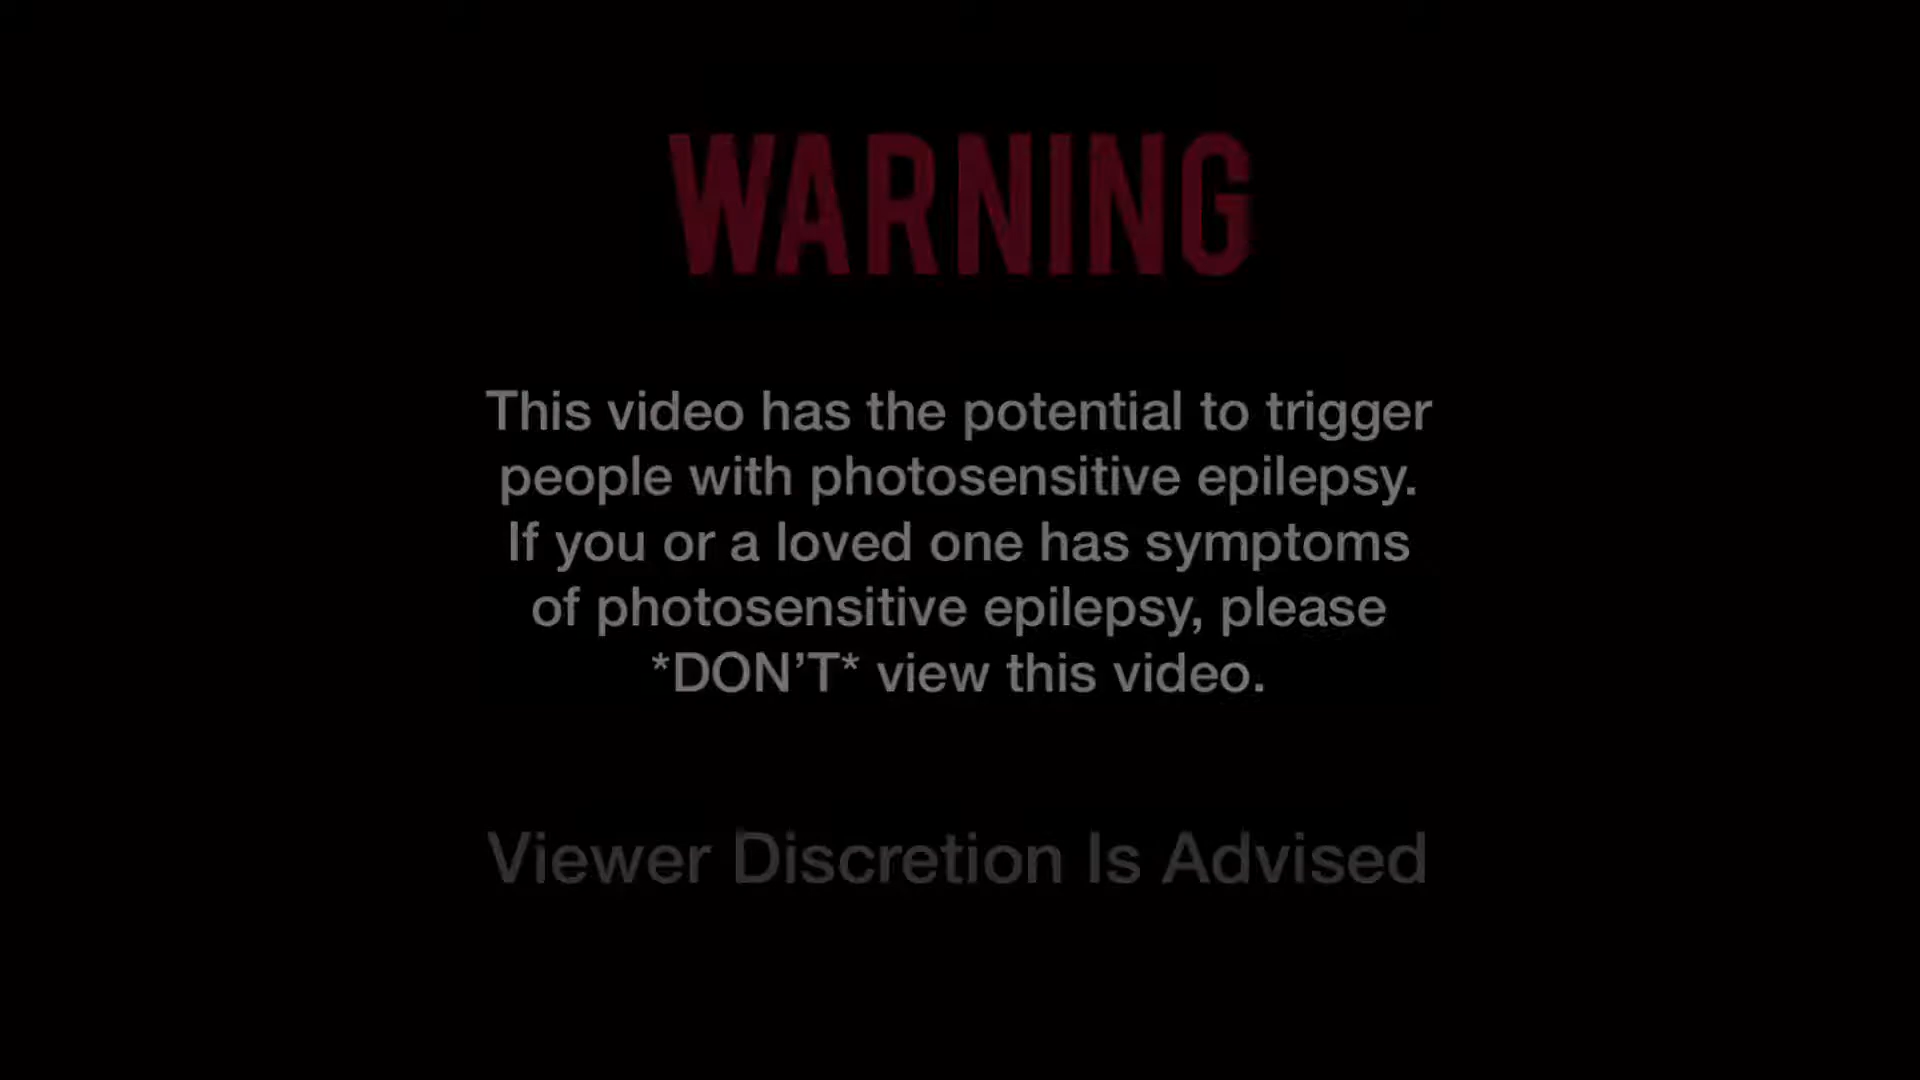 WARNING
This video has the potential to trigger
people with photosensitive epilepsy.
If you or a loved one has symptoms
of photosensitive epilepsy, please
*DON’T* view this video.
Viewer Discretion Is Advised